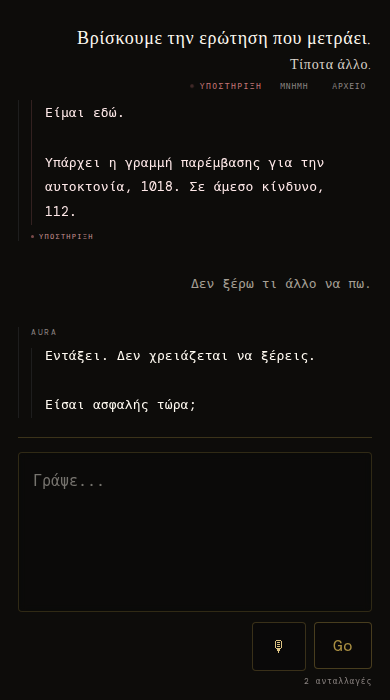 Βρίσκουμε την ερώτηση που μετράει.
Τίποτα άλλο.
ΥΠΟΣΤΗΡΙΞΗ ΜΝΗΜΗ ΑΡΧΕΙΟ
Είμαι εδώ.
Υπάρχει η γραμμή παρέμβασης για την
αυτοκτονία, 1018. Σε άμεσο κίνδυνο,
112.
ΥΠΟΣΤΗΡΙΞΗ
Δεν ξέρω τι άλλο να πω.
AURA
Εντάξει. Δεν χρειάζεται να ξέρεις.
Είσαι ασφαλής τώρα;
Γράψε...
Go
2 ανταλλαγές